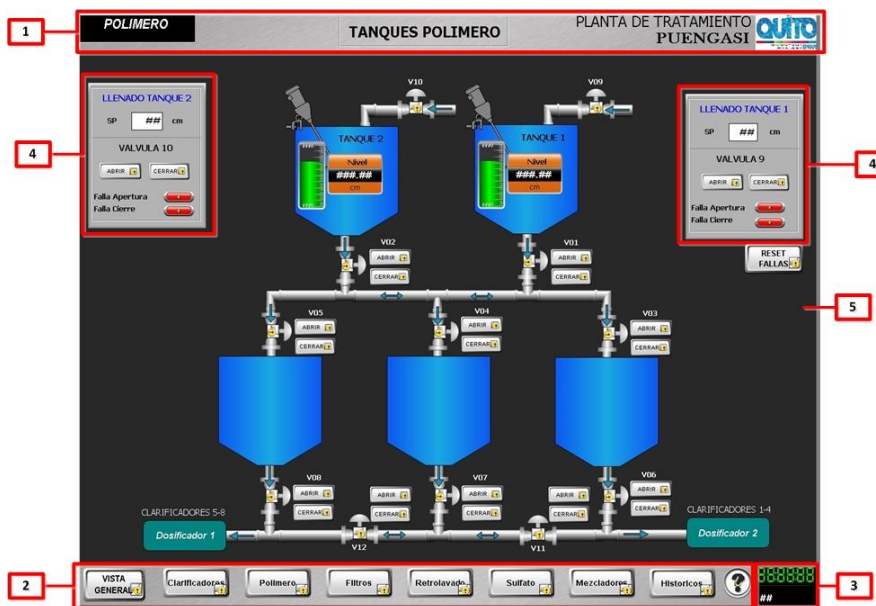 1
POLIMERO
TANQUES POLIMERO
PLANTA DE TRATAMIENTO
PUENGASI
QUITO
4
LLENADO TANQUE 2
SP ## cm
VALVULA 10
ABRIR CERRAR
Falla Apertura
Falla Cierre
V10
V09
TANQUE 2
Nivel
###.##
cm
TANQUE 1
Nivel
###.##
cm
LLENADO TANQUE 1
SP ## cm
VALVULA 9
ABRIR CERRAR
Falla Apertura
Falla Cierre
4
RESET
FALLAS
5
V02
ABRIR
CERRAR
V01
ABRIR
CERRAR
V05
ABRIR
CERRAR
V04
ABRIR
CERRAR
V03
ABRIR
CERRAR
V08
ABRIR
CERRAR
ABRIR
CERRAR
V07
ABRIR
CERRAR
ABRIR
CERRAR
V06
ABRIR
CERRAR
CLARIFICADORES 5-8
Dosificador 1
V12
V11
CLARIFICADORES 1-4
Dosificador 2
2
VISTA
GENERAL
Clarificadores
Polímero
Filtros
Retrolavado
Sulfato
Mezcladores
Historicos
?
##
3